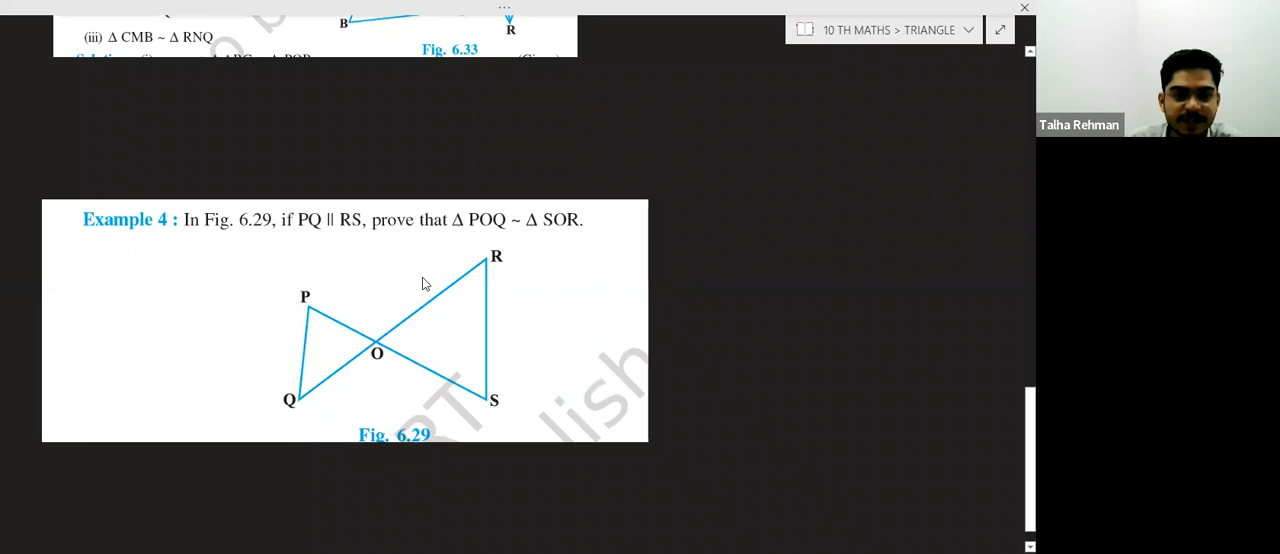 B
R
(iii) Δ CMB ~ Δ RNQ
Fig. 6.33
10 TH MATHS > TRIANGLE
Talha Rehman
Example 4 : In Fig. 6.29, if PQ || RS, prove that Δ POQ ~ Δ SOR.
R
P
O
Q
S
Fig. 6.29